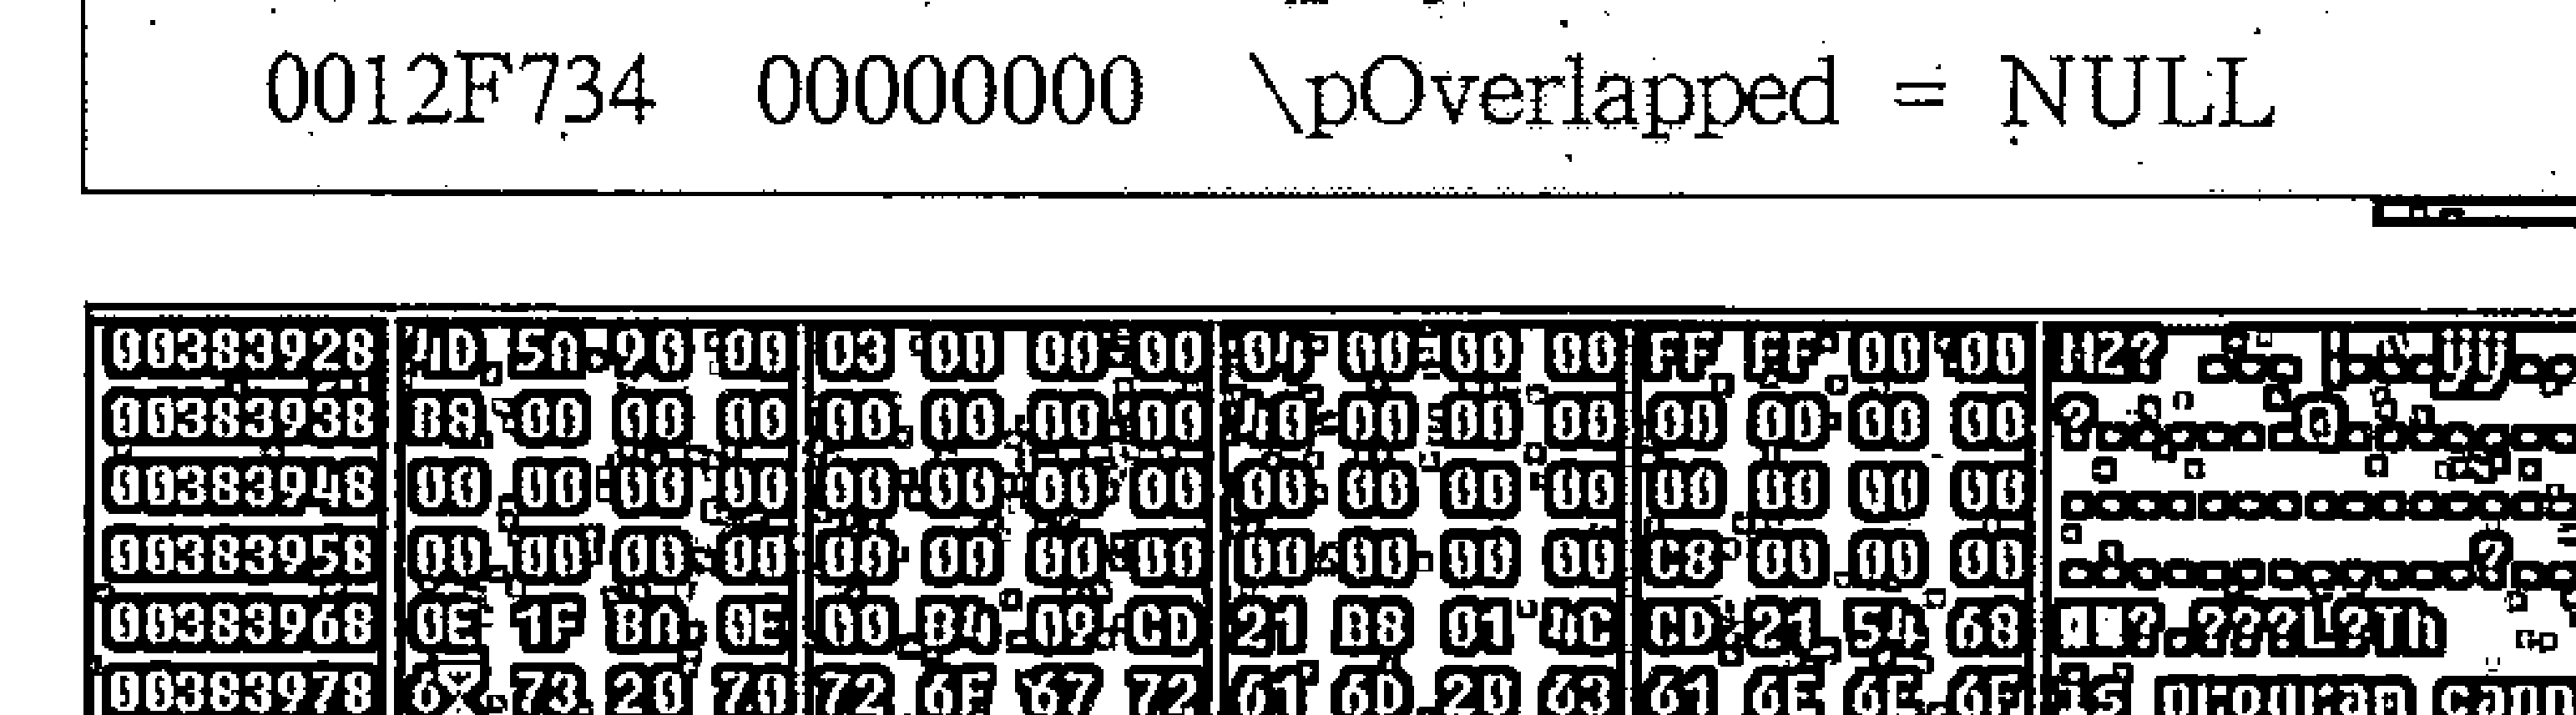 0012F734 00000000 \pOverlapped = NULL
00383928 4D 5A 90 00 03 00 00 00 04 00 00 00 FF FF 00 00 MZ?
00383938 B8 00 00 00 00 00 00 00 40 00 00 00 00 00 00 00 ?.......@.......
00383948 00 00 00 00 00 00 00 00 00 00 00 00 00 00 00 00
00383958 00 00 00 00 00 00 00 00 00 00 00 00 C8 00 00 00
00383968 0E 1F BA 0E 00 B4 09 CD 21 B8 01 4C CD 21 54 68 ?.???L?Th
00383978 73 20 70 72 6F 67 72 61 6D 20 63 61 6E 6E 6F is program cann